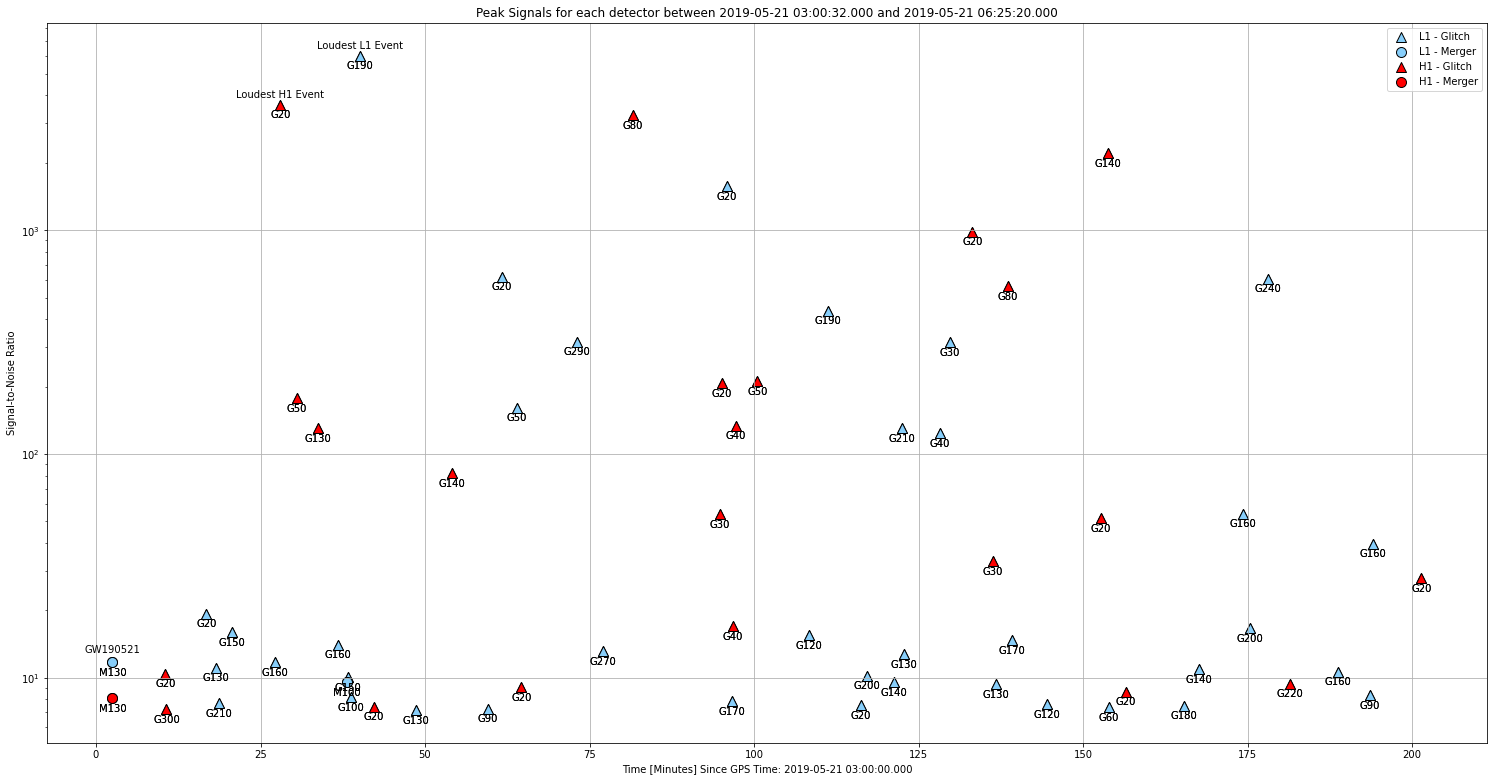 Peak Signals for each detector between 2019-05-21 03:00:32.000 and 2019-05-21 06:25:20.000
L1 - Glitch
L1 - Merger
H1 - Glitch
H1 - Merger
Loudest L1 Event
G190
Loudest H1 Event
G20
G80
G140
G20
10³
G20
G20
G80
G240
G190
G290
G30
G20
G50
G50
G50
G130
G40
G210
G40
10²
G140
G30
G20
G160
G160
G30
G20
G20
G150
G40
G120
G200
G160
G170
GW190521
M130
G20
G130
G160
G270
G130
G140
G160
10¹
G150
M100
G200
G140
G130
G220
M130
G300
G210
G100
G20
G130
G90
G20
G170
G20
G120
G60
G20
G180
G90
0
25
50
75
100
125
150
175
200
Signal-to-Noise Ratio
Time [Minutes] Since GPS Time: 2019-05-21 03:00:00.000